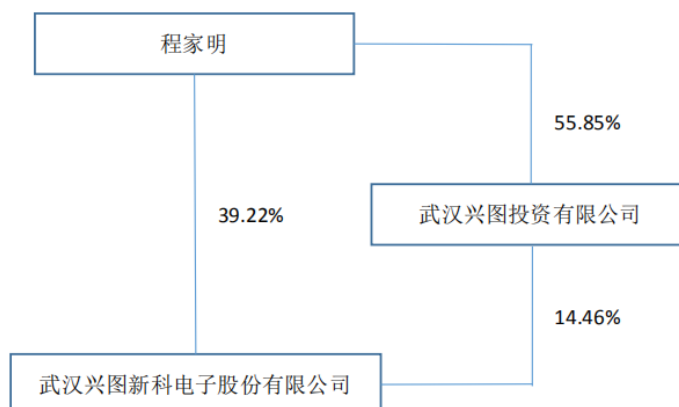 程家明
55.85%
39.22%
武汉兴图投资有限公司
14.46%
武汉兴图新科电子股份有限公司